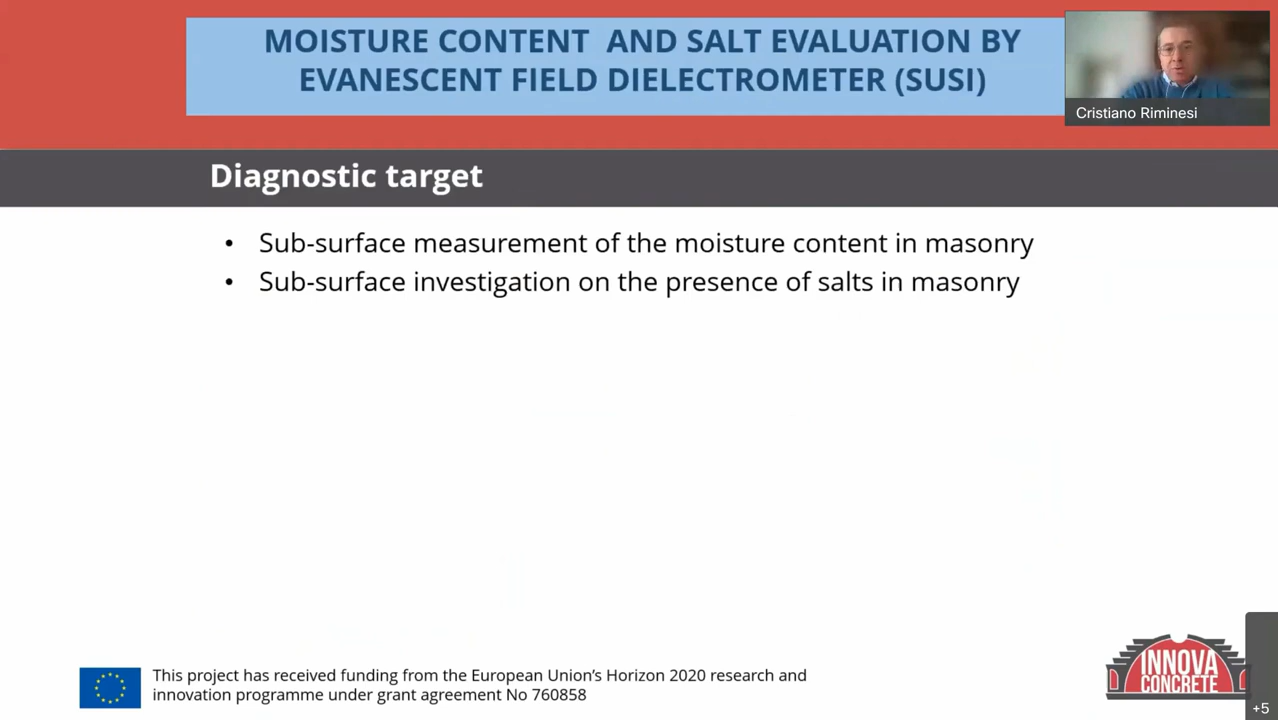 MOISTURE CONTENT AND SALT EVALUATION BY
EVANESCENT FIELD DIELECTROMETER (SUSI)
Cristiano Riminesi
Diagnostic target
• Sub-surface measurement of the moisture content in masonry
• Sub-surface investigation on the presence of salts in masonry
This project has received funding from the European Union's Horizon 2020 research and
innovation programme under grant agreement No 760858
INNOVA
CONCRETE
+5